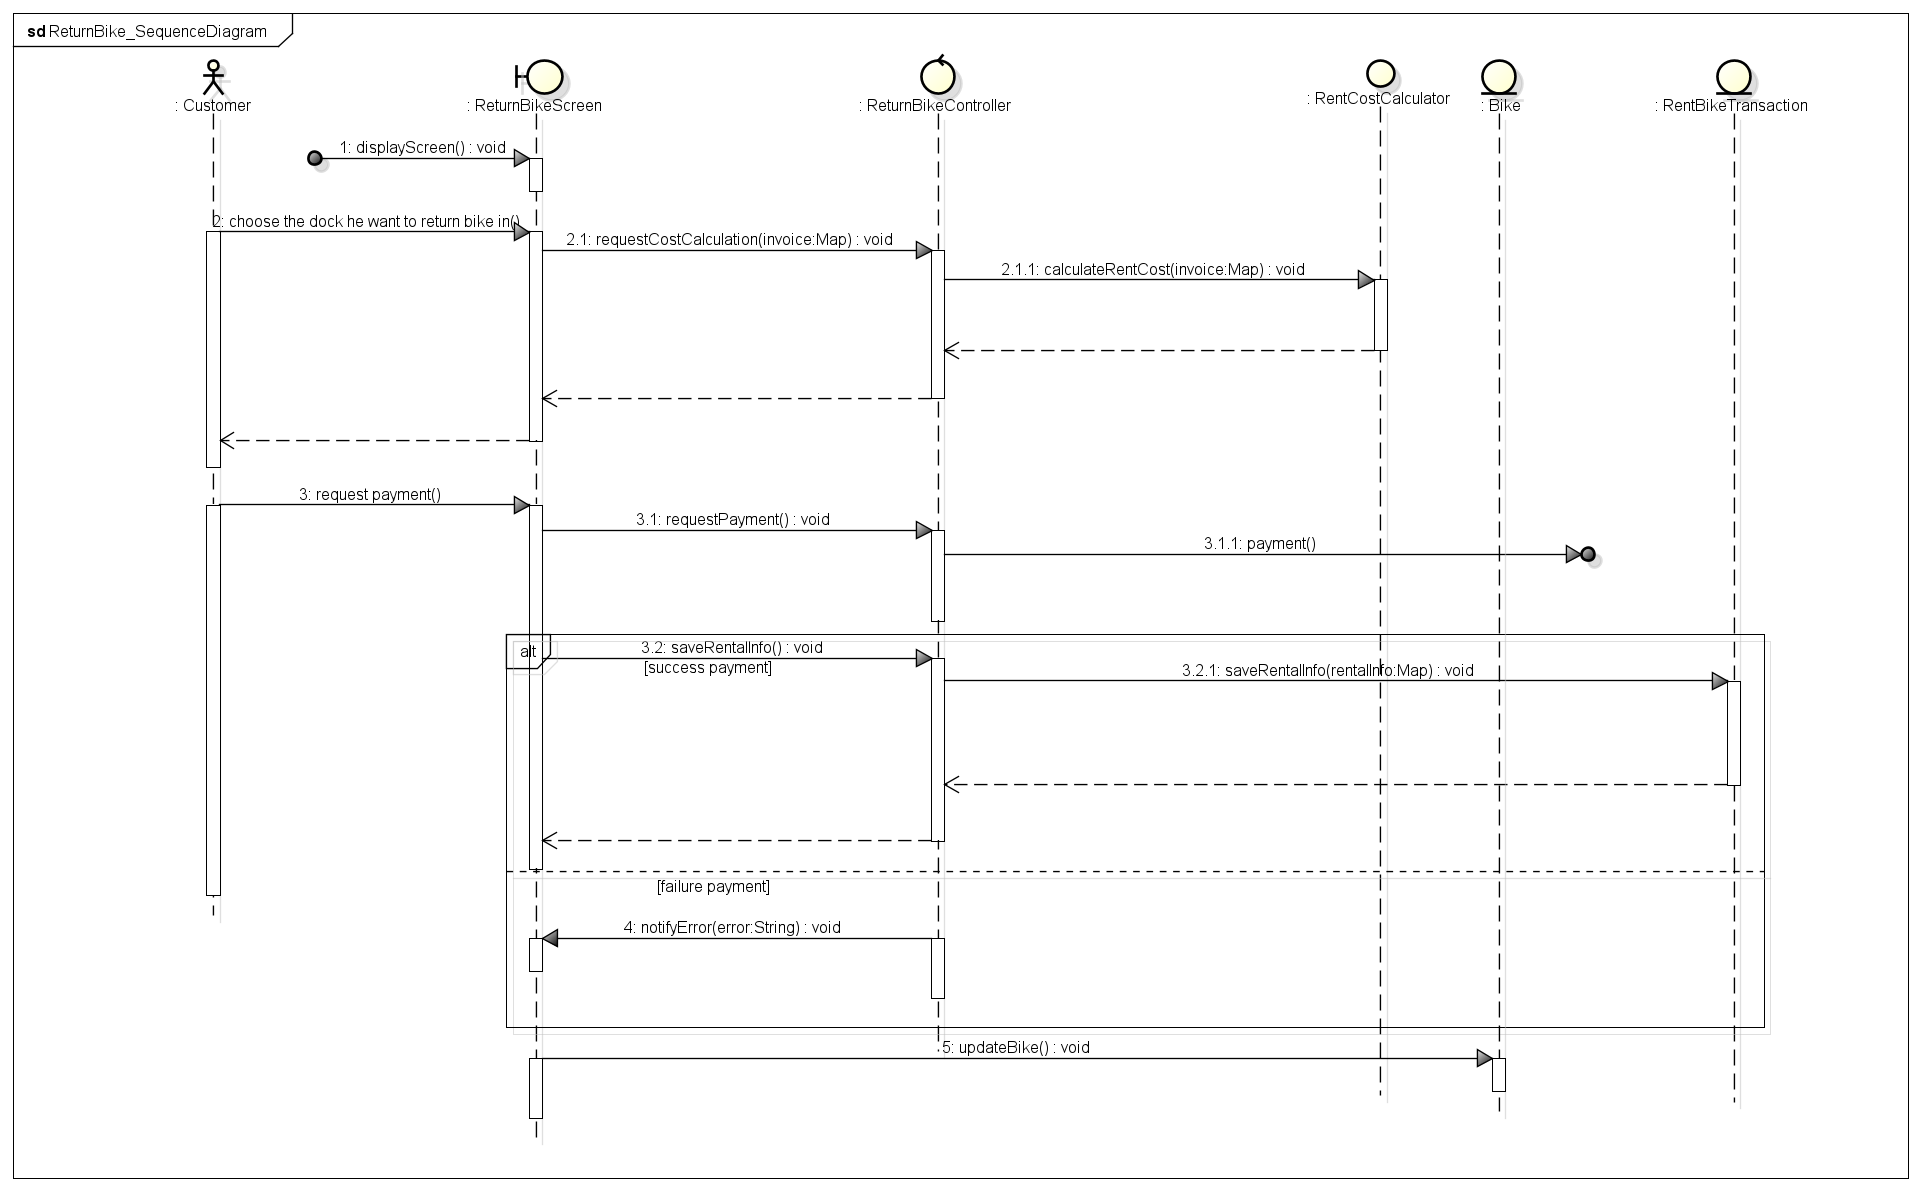 sd ReturnBike_SequenceDiagram
: Customer
: ReturnBikeScreen
: ReturnBikeController
: RentCostCalculator
: Bike
: RentBikeTransaction
1: displayScreen() : void
2: choose the dock he want to return bike in()
2.1: requestCostCalculation(invoice:Map) : void
2.1.1: calculateRentCost(invoice:Map) : void
3: request payment()
3.1: requestPayment() : void
3.1.1: payment()
alt
3.2: saveRentalInfo() : void
[success payment]
3.2.1: saveRentalInfo(rentalInfo:Map) : void
[failure payment]
4: notifyError(error:String) : void
5: updateBike() : void